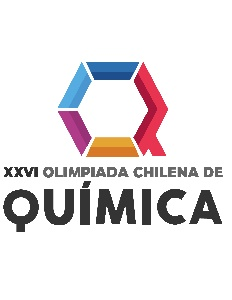 XXVI OLIMPIADA CHILENA DE
QUÍMICA